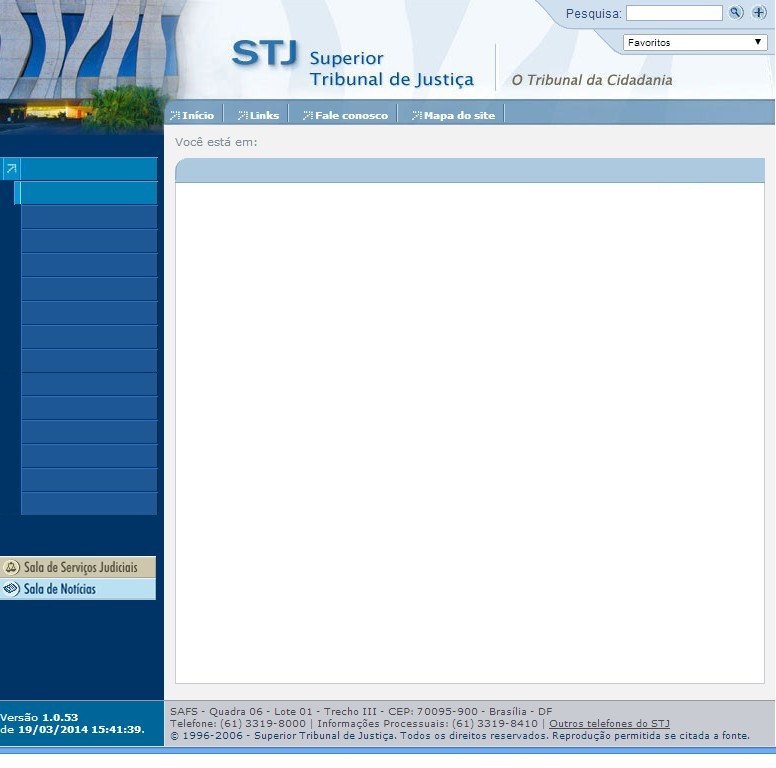 Pesquisa:
Favoritos
STJ Superior
Tribunal de Justiça
O Tribunal da Cidadania
Início Links Fale conosco Mapa do site
Você está em:
Sala de Serviços Judiciais
Sala de Notícias
Versão 1.0.53
de 19/03/2014 15:41:39.
SAFS - Quadra 06 - Lote 01 - Trecho III - CEP: 70095-900 - Brasília - DF
Telefone: (61) 3319-8000 | Informações Processuais: (61) 3319-8410 | Outros telefones do STJ
© 1996-2006 - Superior Tribunal de Justiça. Todos os direitos reservados. Reprodução permitida se citada a fonte.